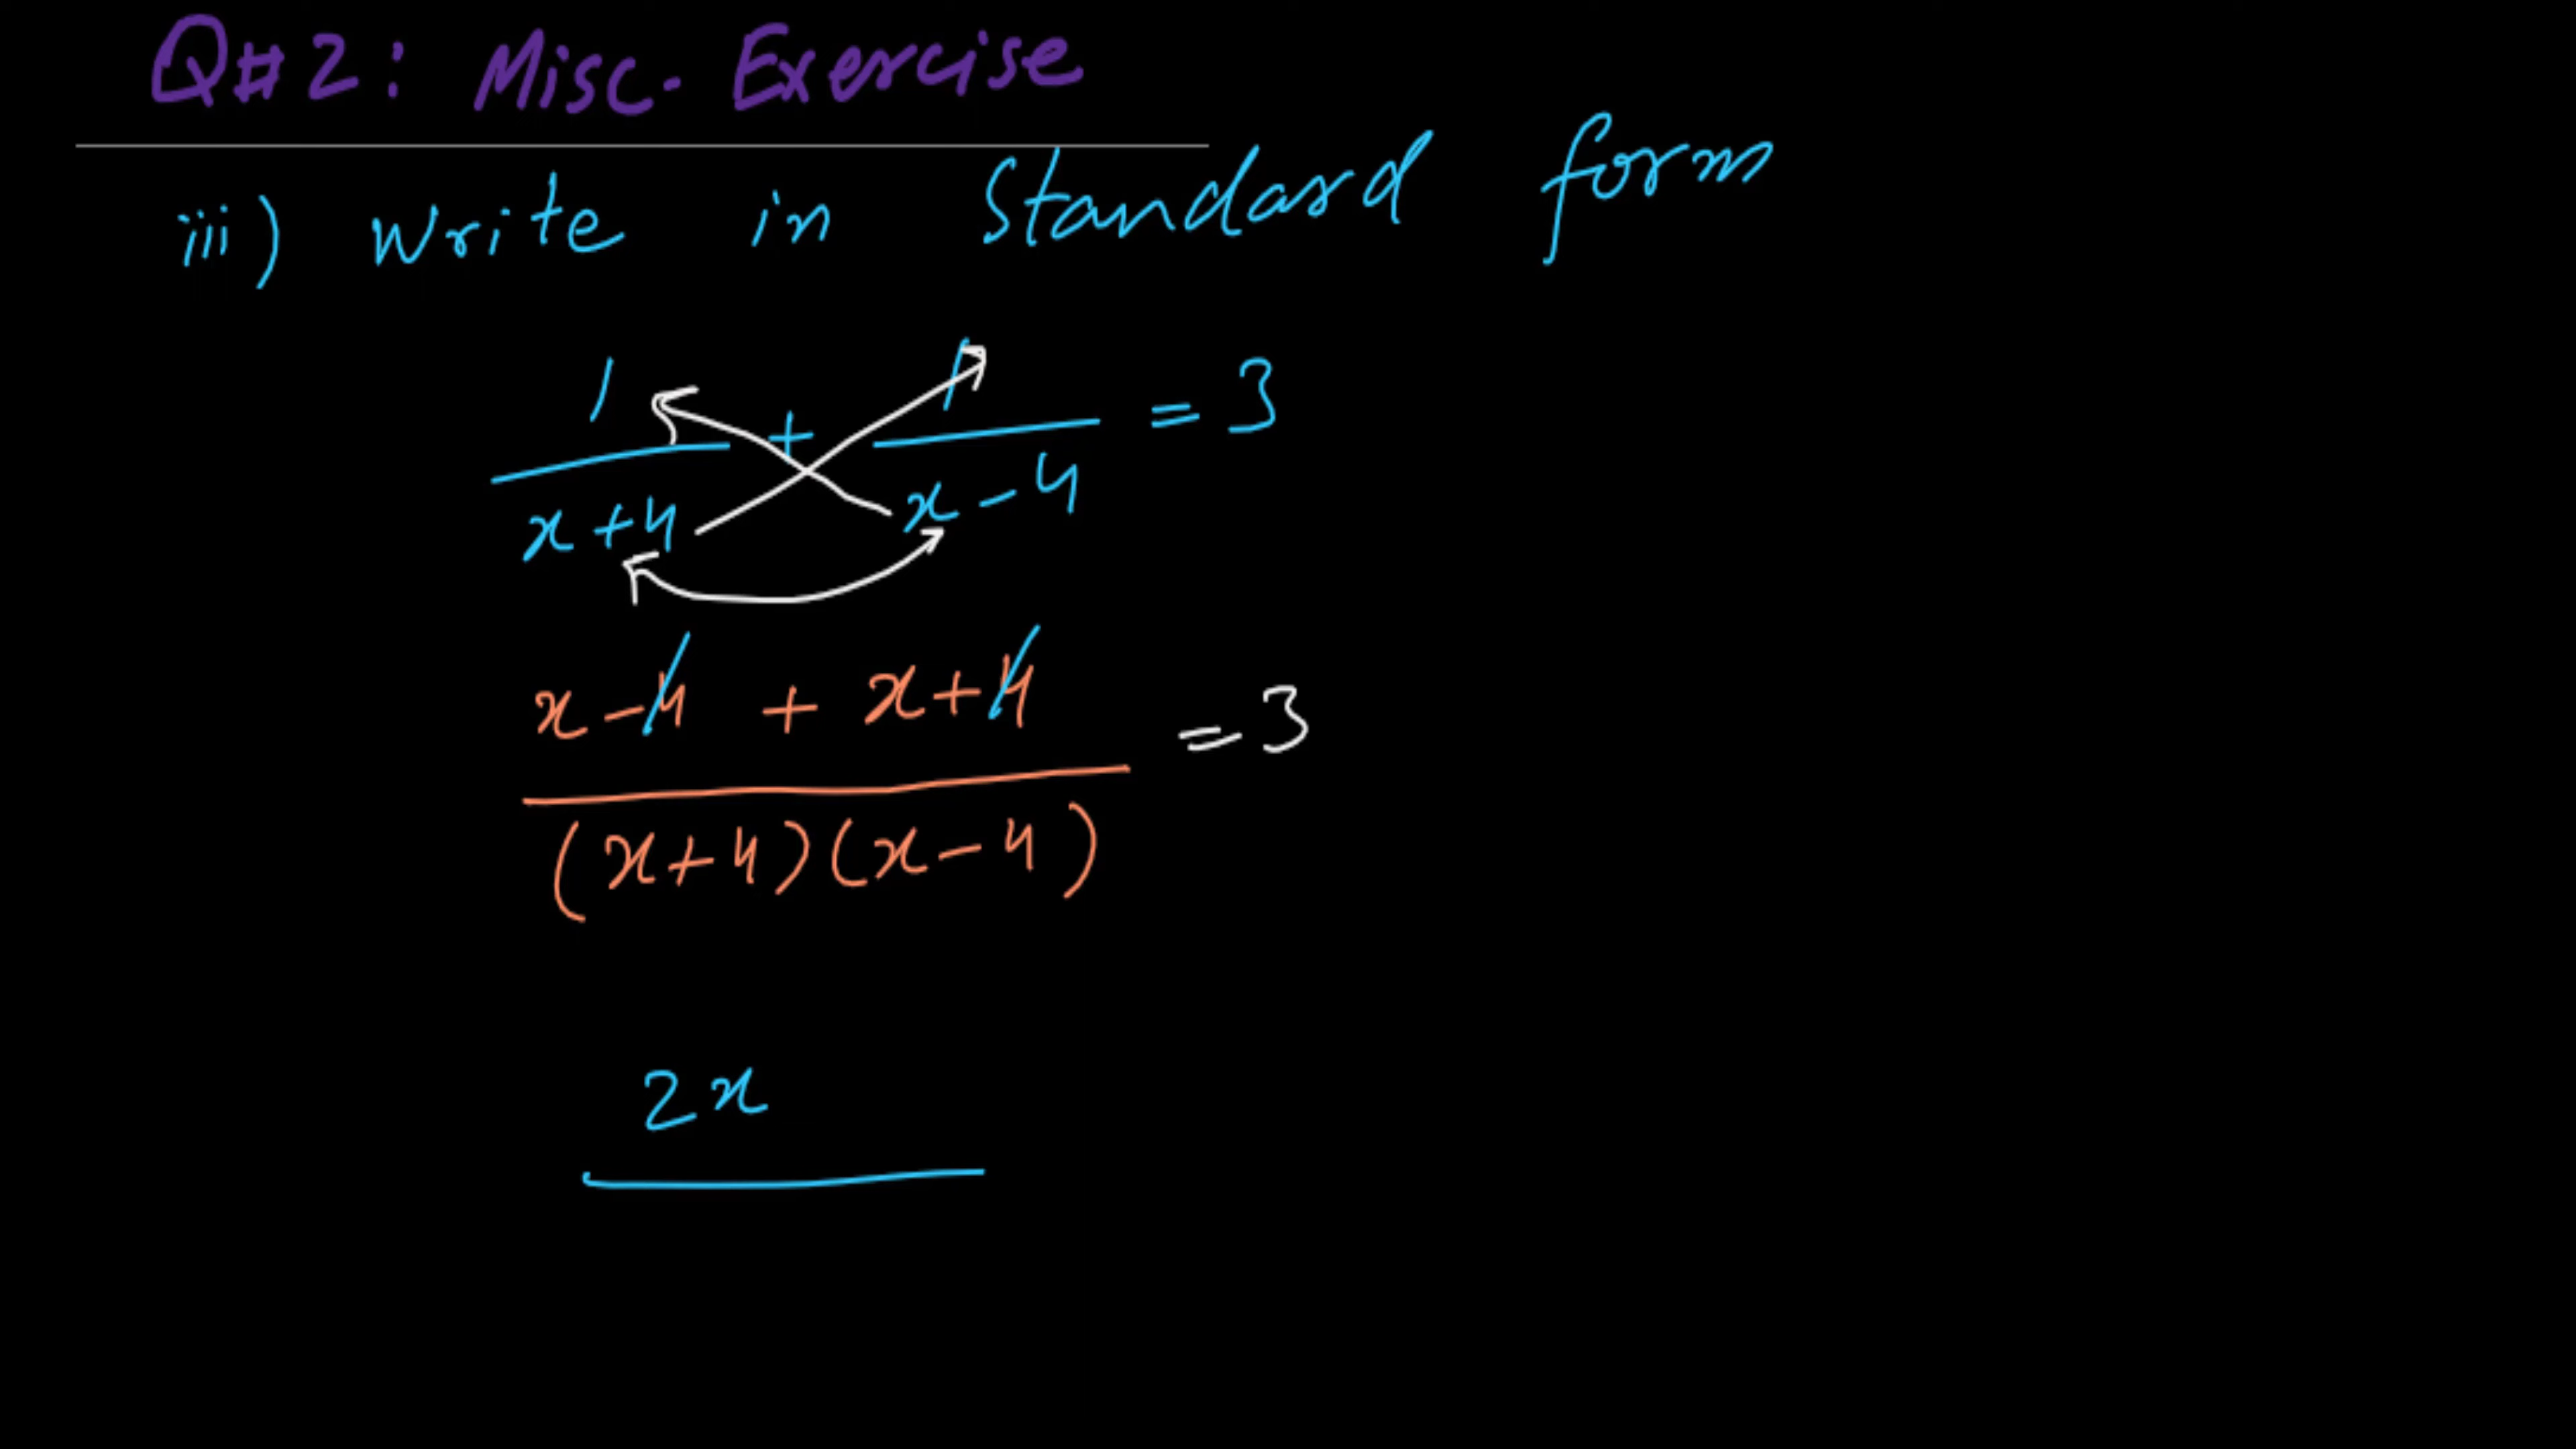 Q#2: Misc. Exercise
iii) Write in Standard form
1/(x+4) + 1/(x-4) = 3
(x-4 + x+4)/((x+4)(x-4)) = 3
2x